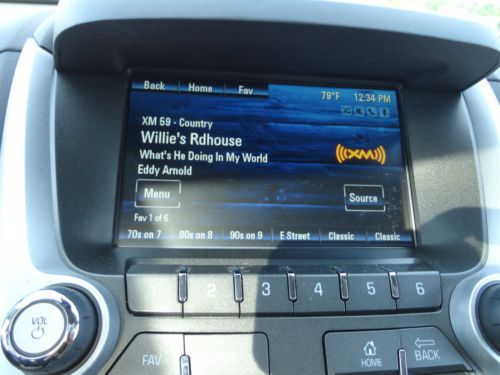 Back Home Fav 79°F 12:34 PM
XM 59 - Country
Willie's Rdhouse
What's He Doing In My World
Eddy Arnold
XM
Menu Source
Fav 1 of 6
70s on 7 80s on 8 90s on 9 E Street Classic Classic
1 2 3 4 5 6
VOL
FAV HOME BACK